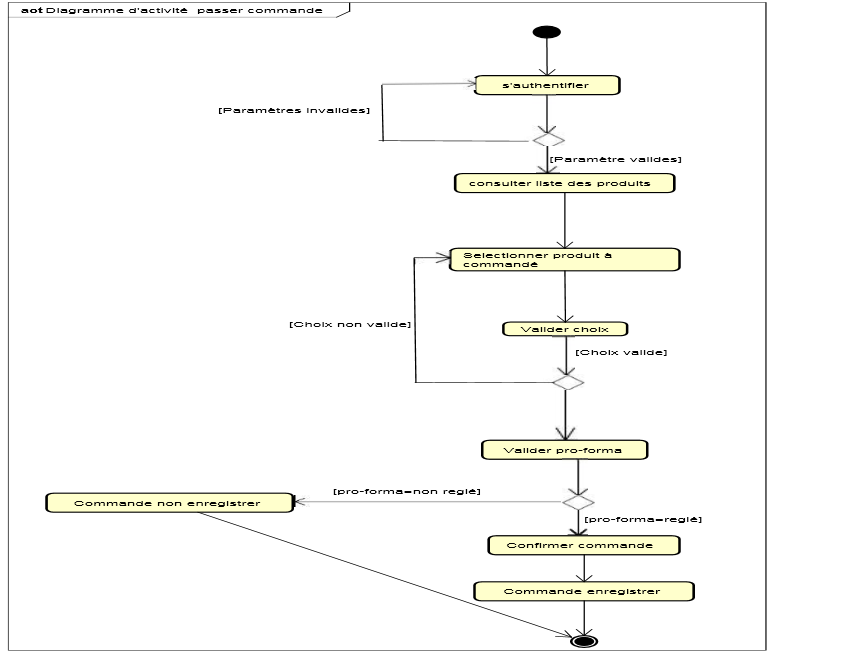 act Diagramme d'activité passer commande
s'authentifier
[Paramètres invalides]
[Paramètre valides]
consulter liste des produits
Selectionner produit à
commandé
[Choix non valide]
Valider choix
[Choix valide]
Valider pro-forma
[pro-forma=non reglé]
Commande non enregistrer
[pro-forma=reglé]
Confirmer commande
Commande enregistrer